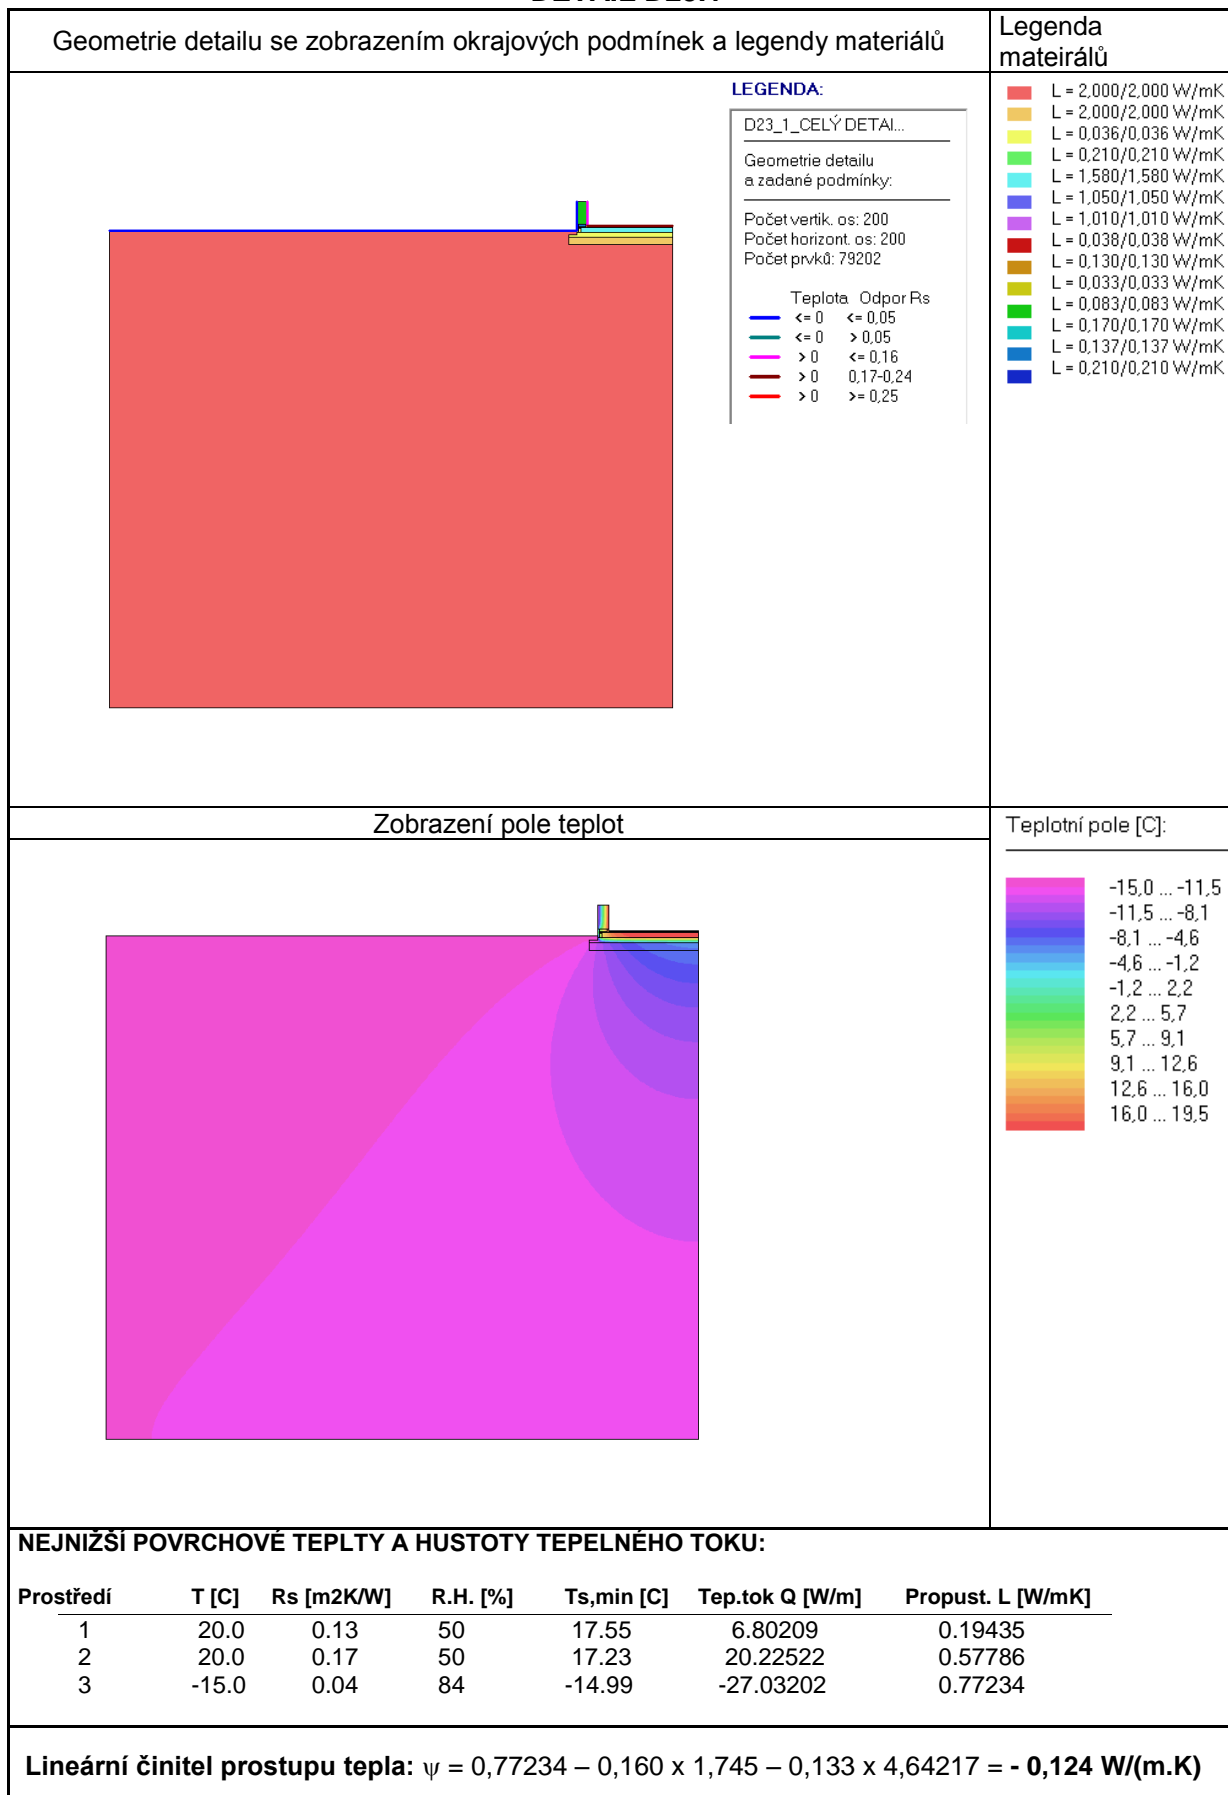 Geometrie detailu se zobrazením okrajových podmínek a legendy materiálů
Legenda
mateirálů
LEGENDA:
D23_1_CELÝ DETAI...
Geometrie detailu
a zadané podmínky:
Počet vertik. os: 200
Počet horizont. os: 200
Počet prvků: 79202
Teplota Odpor Rs
<= 0 <= 0,05
<= 0 > 0,05
> 0 <= 0,16
> 0 0,17-0,24
> 0 >= 0,25
L = 2,000/2,000 W/mK
L = 2,000/2,000 W/mK
L = 0,036/0,036 W/mK
L = 0,210/0,210 W/mK
L = 1,580/1,580 W/mK
L = 1,050/1,050 W/mK
L = 1,010/1,010 W/mK
L = 0,038/0,038 W/mK
L = 0,130/0,130 W/mK
L = 0,033/0,033 W/mK
L = 0,083/0,083 W/mK
L = 0,170/0,170 W/mK
L = 0,137/0,137 W/mK
L = 0,210/0,210 W/mK
Zobrazení pole teplot
Teplotní pole [C]:
-15,0 ... -11,5
-11,5 ... -8,1
-8,1 ... -4,6
-4,6 ... -1,2
-1,2 ... 2,2
2,2 ... 5,7
5,7 ... 9,1
9,1 ... 12,6
12,6 ... 16,0
16,0 ... 19,5
NEJNIŽŠÍ POVRCHOVÉ TEPLTY A HUSTOTY TEPELNÉHO TOKU:
Prostředí T [C] Rs [m2K/W] R.H. [%] Ts,min [C] Tep.tok Q [W/m] Propust. L [W/mK]
1 20.0 0.13 50 17.55 6.80209 0.19435
2 20.0 0.17 50 17.23 20.22522 0.57786
3 -15.0 0.04 84 -14.99 -27.03202 0.77234
Lineární činitel prostupu tepla: ψ = 0,77234 – 0,160 x 1,745 – 0,133 x 4,64217 = - 0,124 W/(m.K)